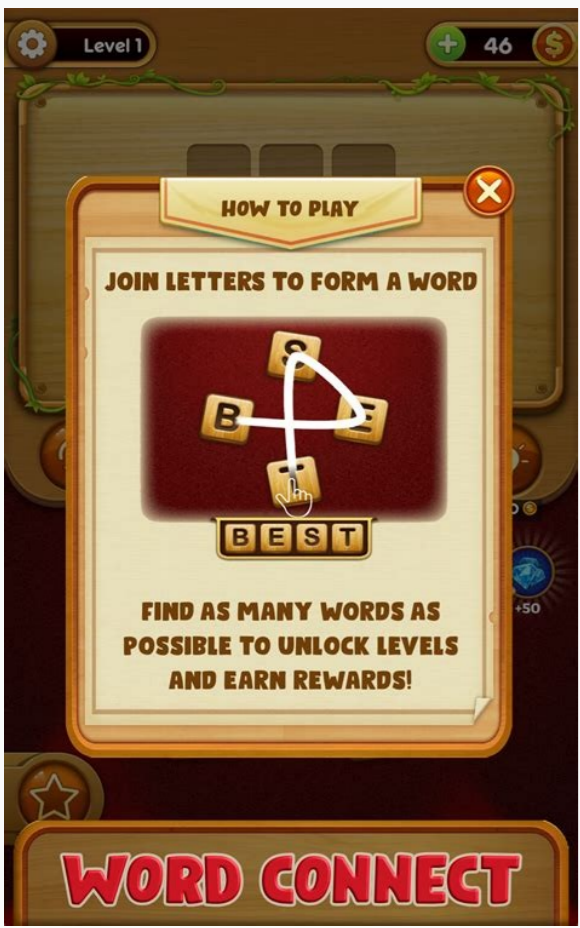 Level 1
46
HOW TO PLAY
JOIN LETTERS TO FORM A WORD
S
B E
T
BEST
+50
FIND AS MANY WORDS AS
POSSIBLE TO UNLOCK LEVELS
AND EARN REWARDS!
WORD CONNECT